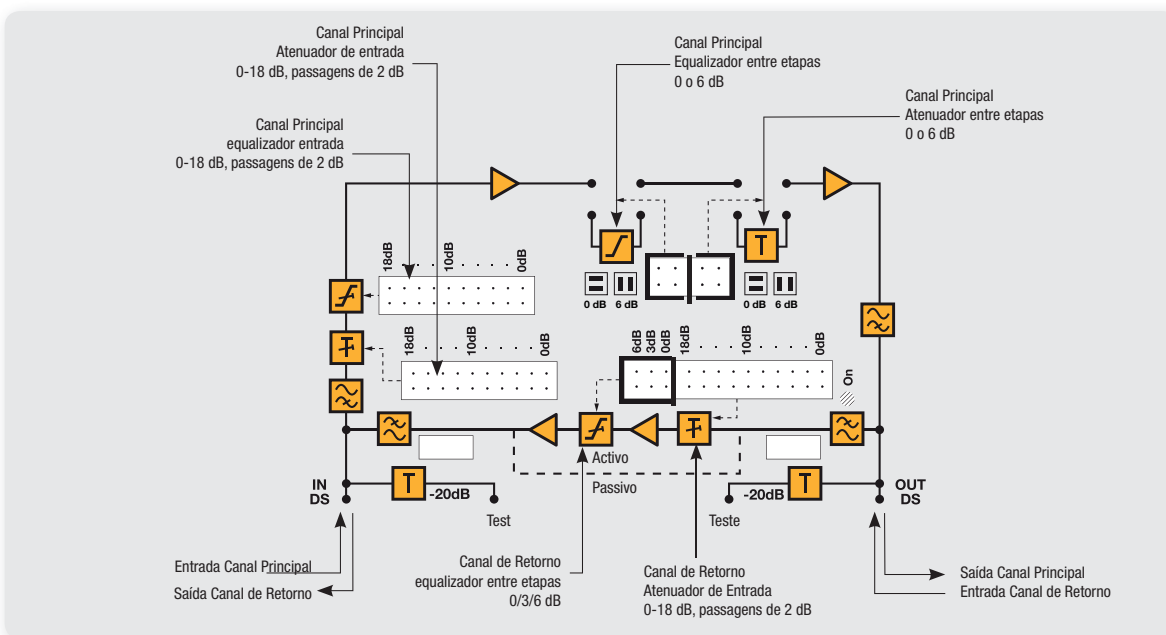 Canal Principal
Atenuador de entrada
0-18 dB, passagens de 2 dB
Canal Principal
Equalizador entre etapas
0 o 6 dB
Canal Principal
Atenuador entre etapas
0 o 6 dB
Canal Principal
equalizador entrada
0-18 dB, passagens de 2 dB
18dB
10dB
0dB
0 dB
6 dB
0 dB
6 dB
T
18dB
10dB
0dB
6dB
3dB
0dB
18dB
10dB
0dB
On
Activo
Passivo
IN
DS
T
-20dB
Test
Teste
-20dB
T
OUT
DS
Entrada Canal Principal
Saída Canal de Retorno
Canal de Retorno
equalizador entre etapas
0/3/6 dB
Canal de Retorno
Atenuador de Entrada
0-18 dB, passagens de 2 dB
Saída Canal Principal
Entrada Canal de Retorno